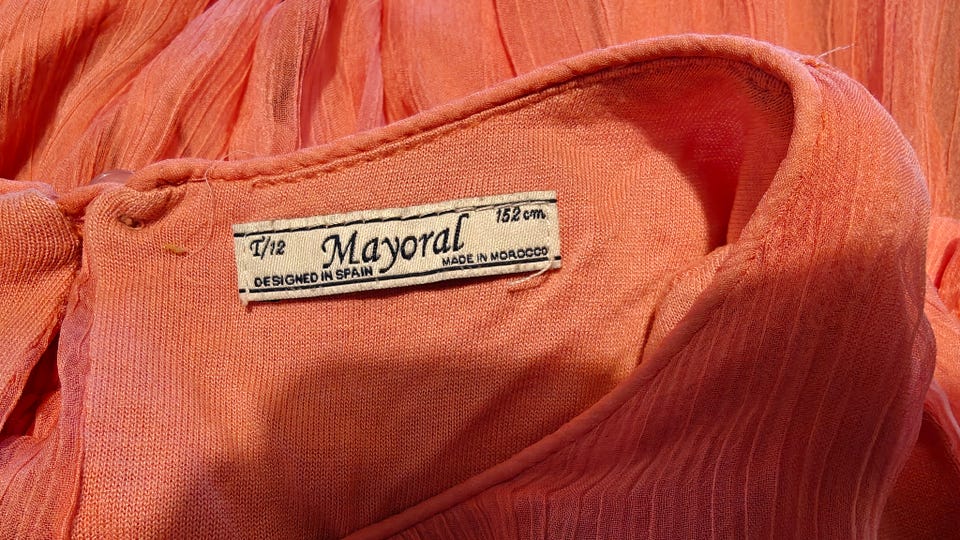 T/12 Mayoral 152 cm
DESIGNED IN SPAIN MADE IN MOROCCO